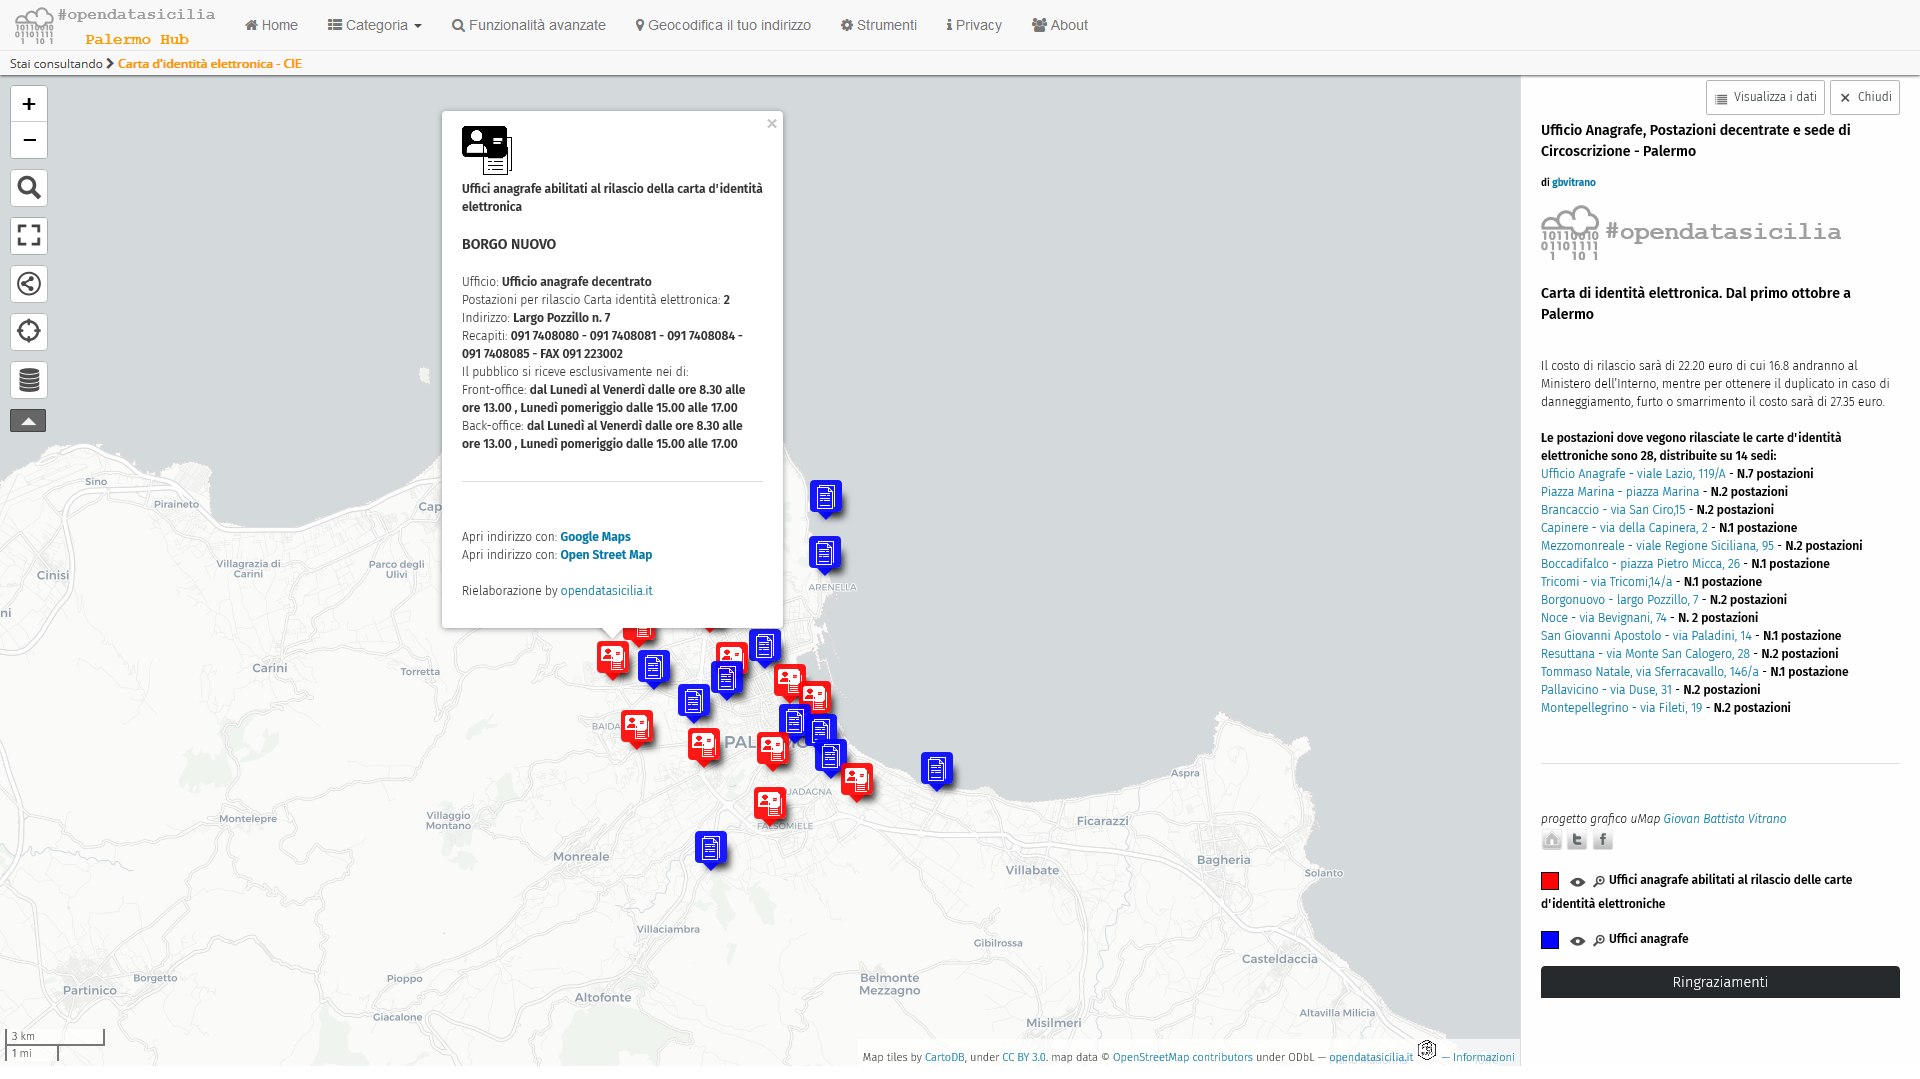 #opendatasicilia
Palermo Hub
Home
Categoria
Funzionalità avanzate
Geocodifica il tuo indirizzo
Strumenti
Privacy
About
Stai consultando > Carta d'identità elettronica - CIE
Visualizza i dati
Chiudi
Uffici anagrafe abilitati al rilascio della carta d'identità
elettronica
BORGO NUOVO
Ufficio: Ufficio anagrafe decentrato
Postazioni per rilascio Carta identità elettronica: 2
Indirizzo: Largo Pozzillo n. 7
Recapiti: 091 7408080 - 091 7408081 - 091 7408084 -
091 7408085 - FAX 091 223002
Il pubblico si riceve esclusivamente nei di:
Front-office: dal Lunedì al Venerdì dalle ore 8.30 alle
ore 13.00 , Lunedì pomeriggio dalle 15.00 alle 17.00
Back-office: dal Lunedì al Venerdì dalle ore 8.30 alle
ore 13.00 , Lunedì pomeriggio dalle 15.00 alle 17.00
Apri indirizzo con: Google Maps
Apri indirizzo con: Open Street Map
Rielaborazione by opendatasicilia.it
Sino
Piraineto
Cap
Cinisi
ni
Villagrazia di
Carini
Parco degli
Ulivi
ARENELLA
Carini
Torretta
BAIDA
PAL
UADAGNA
FALSOMIELE
Aspra
Montelepre
Villaggio
Montano
Ficarazzi
Monreale
Bagheria
Villabate
Solanto
Villaciambra
Gibilrossa
Casteldaccia
Borgetto
Pioppo
Partinico
Belmonte
Mezzagno
Altofonte
Giacalone
Altavilla Milicia
Misilmeri
3 km
1 mi
Map tiles by CartoDB, under CC BY 3.0. map data © OpenStreetMap contributors under ODbL — opendatasicilia.it — Informazioni
Ufficio Anagrafe, Postazioni decentrate e sede di
Circoscrizione - Palermo
di gbvitrano
10110010
01101111
1 10 1
#opendatasicilia
Carta di identità elettronica. Dal primo ottobre a
Palermo
Il costo di rilascio sarà di 22.20 euro di cui 16.8 andranno al
Ministero dell'Interno, mentre per ottenere il duplicato in caso di
danneggiamento, furto o smarrimento il costo sarà di 27.35 euro.
Le postazioni dove vegono rilasciate le carte d'identità
elettroniche sono 28, distribuite su 14 sedi:
Ufficio Anagrafe - viale Lazio, 119/A - N.7 postazioni
Piazza Marina - piazza Marina - N.2 postazioni
Brancaccio - via San Ciro,15 - N.2 postazioni
Capinere - via della Capinera, 2 - N.1 postazione
Mezzomonreale - viale Regione Siciliana, 95 - N.2 postazioni
Boccadifalco - piazza Pietro Micca, 26 - N.1 postazione
Tricomi - via Tricomi,14/a - N.1 postazione
Borgonuovo - largo Pozzillo, 7 - N.2 postazioni
Noce - via Bevignani, 74 - N. 2 postazioni
San Giovanni Apostolo - via Paladini, 14 - N.1 postazione
Resuttana - via Monte San Calogero, 28 - N.2 postazioni
Tommaso Natale, via Sferracavallo, 146/a - N.1 postazione
Pallavicino - via Duse, 31 - N.2 postazioni
Montepellegrino - via Fileti, 19 - N.2 postazioni
progetto grafico uMap Giovan Battista Vitrano
Uffici anagrafe abilitati al rilascio delle carte
d'identità elettroniche
Uffici anagrafe
Ringraziamenti